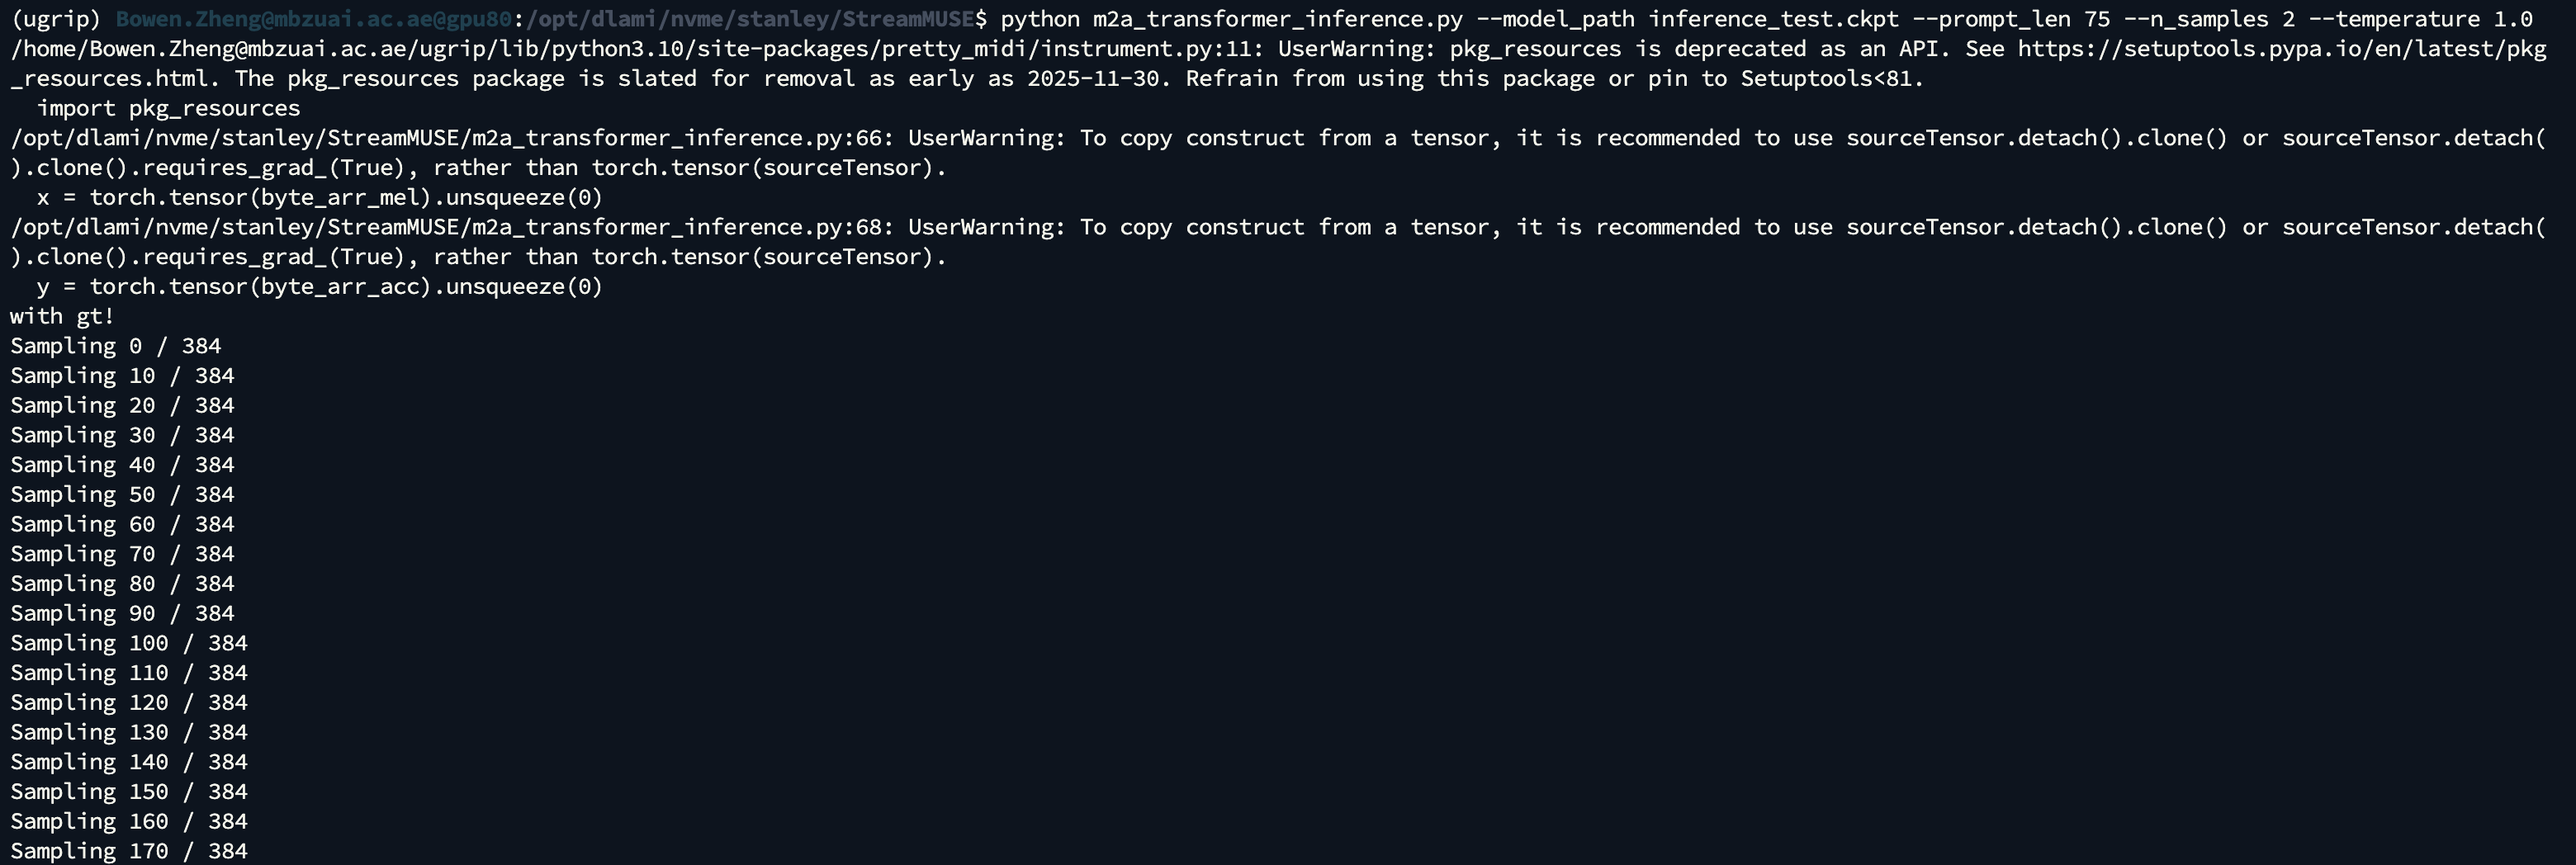 (ugrip) Bowen.Zheng@mbzuai.ac.ae@gpu80:/opt/dlami/nvme/stanley/StreamMUSE$ python m2a_transformer_inference.py --model_path inference_test.ckpt --prompt_len 75 --n_samples 2 --temperature 1.0
/home/Bowen.Zheng@mbzuai.ac.ae/ugrip/lib/python3.10/site-packages/pretty_midi/instrument.py:11: UserWarning: pkg_resources is deprecated as an API. See https://setuptools.pypa.io/en/latest/pkg
_resources.html. The pkg_resources package is slated for removal as early as 2025-11-30. Refrain from using this package or pin to Setuptools<81.
  import pkg_resources
/opt/dlami/nvme/stanley/StreamMUSE/m2a_transformer_inference.py:66: UserWarning: To copy construct from a tensor, it is recommended to use sourceTensor.detach().clone() or sourceTensor.detach(
).clone().requires_grad_(True), rather than torch.tensor(sourceTensor).
  x = torch.tensor(byte_arr_mel).unsqueeze(0)
/opt/dlami/nvme/stanley/StreamMUSE/m2a_transformer_inference.py:68: UserWarning: To copy construct from a tensor, it is recommended to use sourceTensor.detach().clone() or sourceTensor.detach(
).clone().requires_grad_(True), rather than torch.tensor(sourceTensor).
  y = torch.tensor(byte_arr_acc).unsqueeze(0)
with gt!
Sampling 0 / 384
Sampling 10 / 384
Sampling 20 / 384
Sampling 30 / 384
Sampling 40 / 384
Sampling 50 / 384
Sampling 60 / 384
Sampling 70 / 384
Sampling 80 / 384
Sampling 90 / 384
Sampling 100 / 384
Sampling 110 / 384
Sampling 120 / 384
Sampling 130 / 384
Sampling 140 / 384
Sampling 150 / 384
Sampling 160 / 384
Sampling 170 / 384